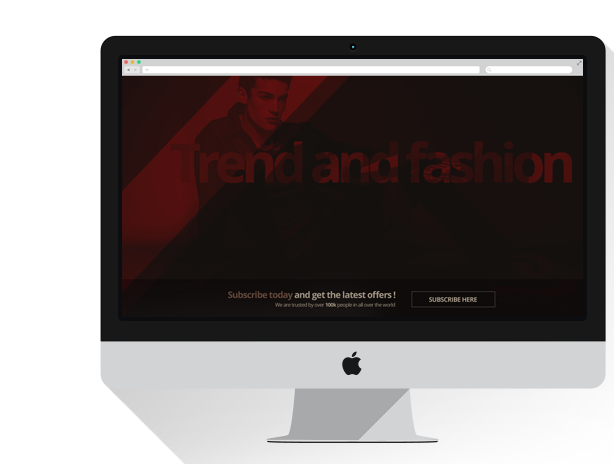 Trend and fashion
Subscribe today and get the latest offers !
We are trusted by over 100k people in all over the world
SUBSCRIBE HERE